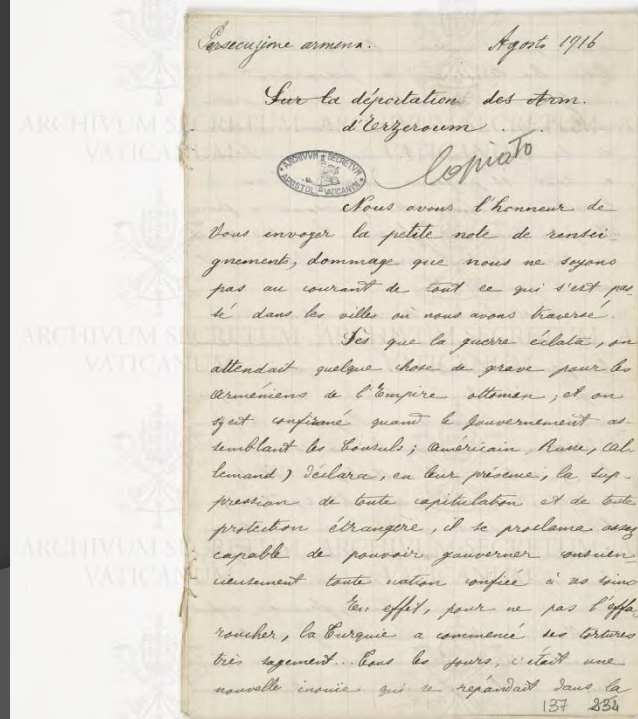 Persecuzione armena. Agosto 1916
Sur la déportation des Arm.
d'Erzeroum . . .
Copiato
ARCHIVVM SECRETVM APOSTOL. VATICANVM
Nous avons l'honneur de
Vous envoyer la petite note de rensei-
gnements, dommage que nous ne soyons
pas au courant de tout ce qui s'est pas-
sé dans les villes où nous avons traversé.
Dès que la guerre éclata, on
attendait quelque chose de grave pour les
Arméniens de l'Empire ottoman; et on
confirmé quand le Gouvernement as-
semblant les Consuls; Américain, Russe,
lemand) déclara, en leur présence, la sup-
pression de toute capitulation et de toute
protection étrangère, il se proclama assez
capable de pouvoir gouverner conscien-
cieusement toute nation confiée à ses soins
En effet, pour ne pas l'effa-
roucher, la Turquie a commencé ses tortures
très sagement.. Tous les jours, c'était une
nouvelle inouïe qui se répandait dans la
137 234
ARCHIVUM SECRETUM
VATICANUM